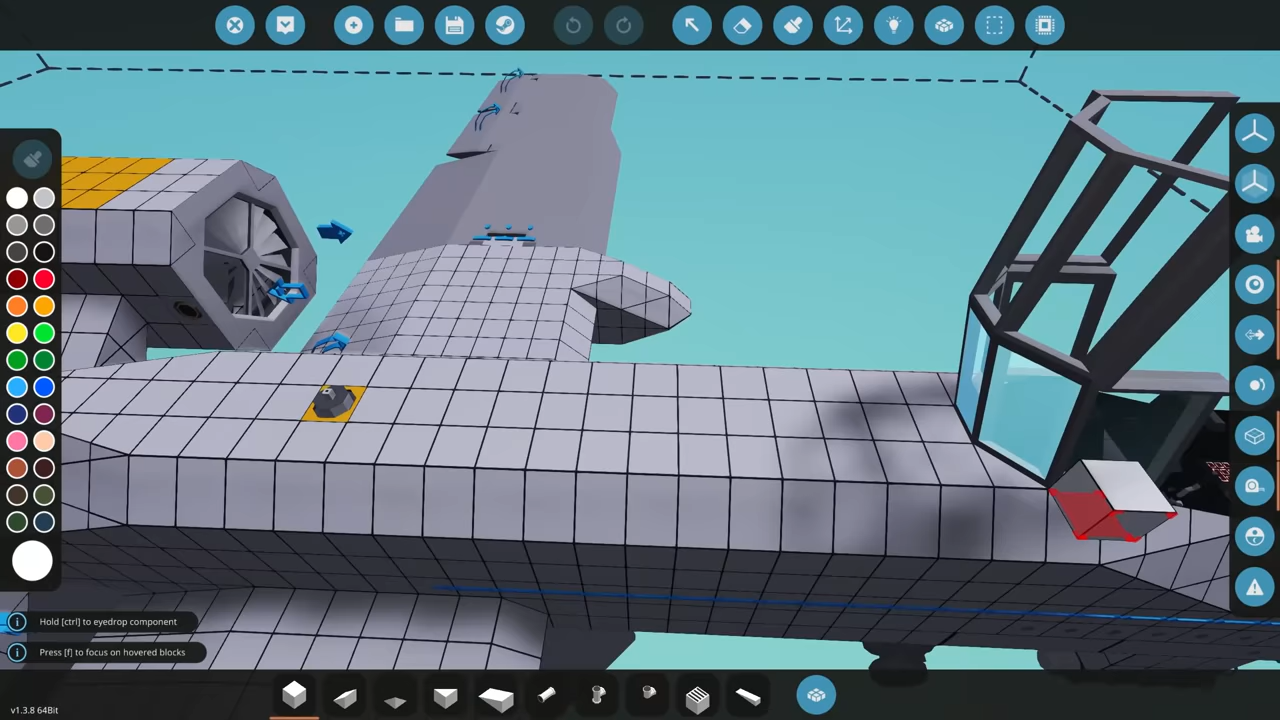 Hold [ctrl] to eyedrop component
Press [f] to focus on hovered blocks
v1.3.8 64Bit